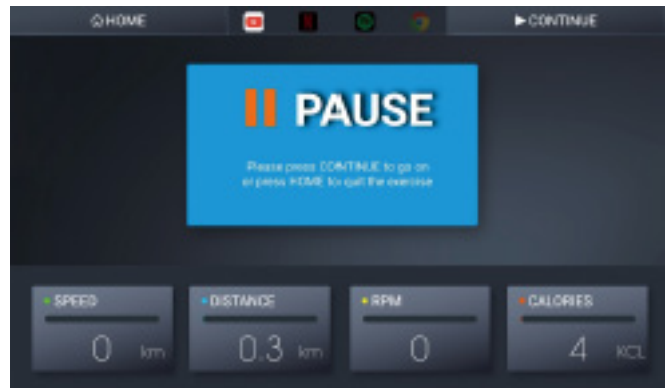 HOME
CONTINUE
PAUSE
Please press CONTINUE to go on
or press HOME to quit the exercise
SPEED
DISTANCE
RPM
CALORIES
0 km
0.3 km
0
4 KCL